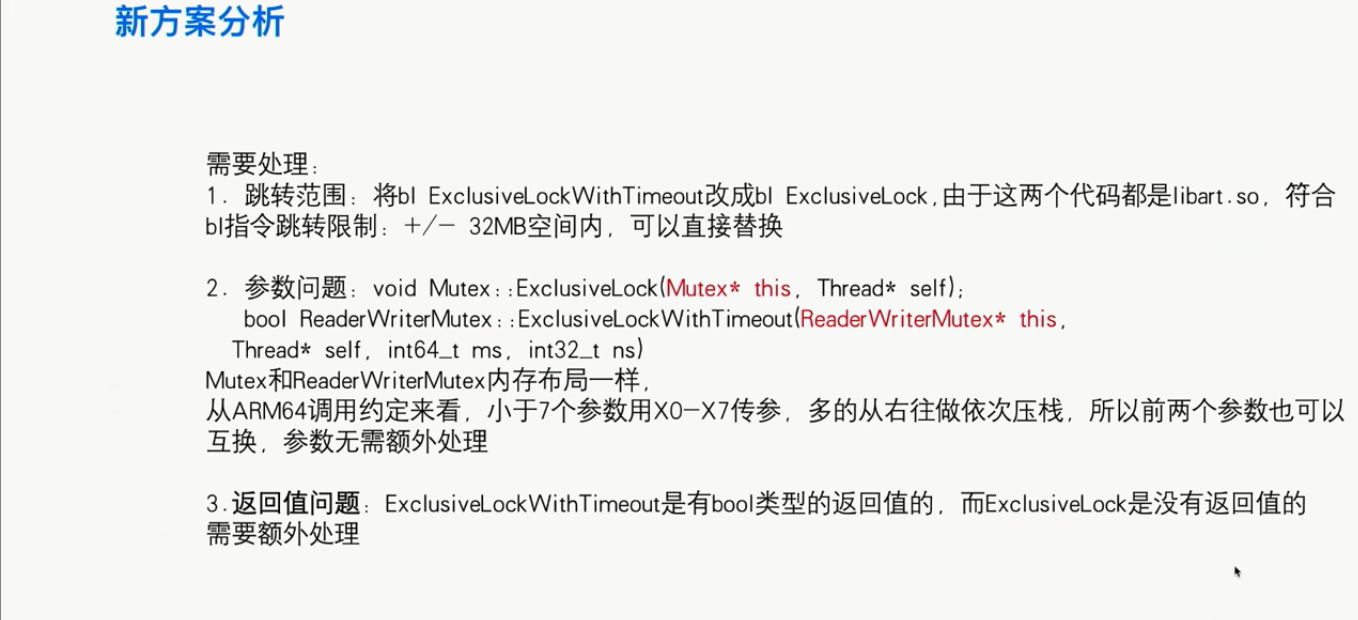 新方案分析
需要处理：
1. 跳转范围：将bl ExclusiveLockWithTimeout改成bl ExclusiveLock,由于这两个代码都是libart.so，符合
bl指令跳转限制：+/- 32MB空间内，可以直接替换
2. 参数问题：void Mutex::ExclusiveLock(Mutex* this, Thread* self);
bool ReaderWriterMutex::ExclusiveLockWithTimeout(ReaderWriterMutex* this,
Thread* self, int64_t ms, int32_t ns)
Mutex和ReaderWriterMutex内存布局一样，
从ARM64调用约定来看，小于7个参数用X0-X7传参，多的从右往做依次压栈，所以前两个参数也可以
互换，参数无需额外处理
3.返回值问题：ExclusiveLockWithTimeout是有bool类型的返回值的，而ExclusiveLock是没有返回值的
需要额外处理